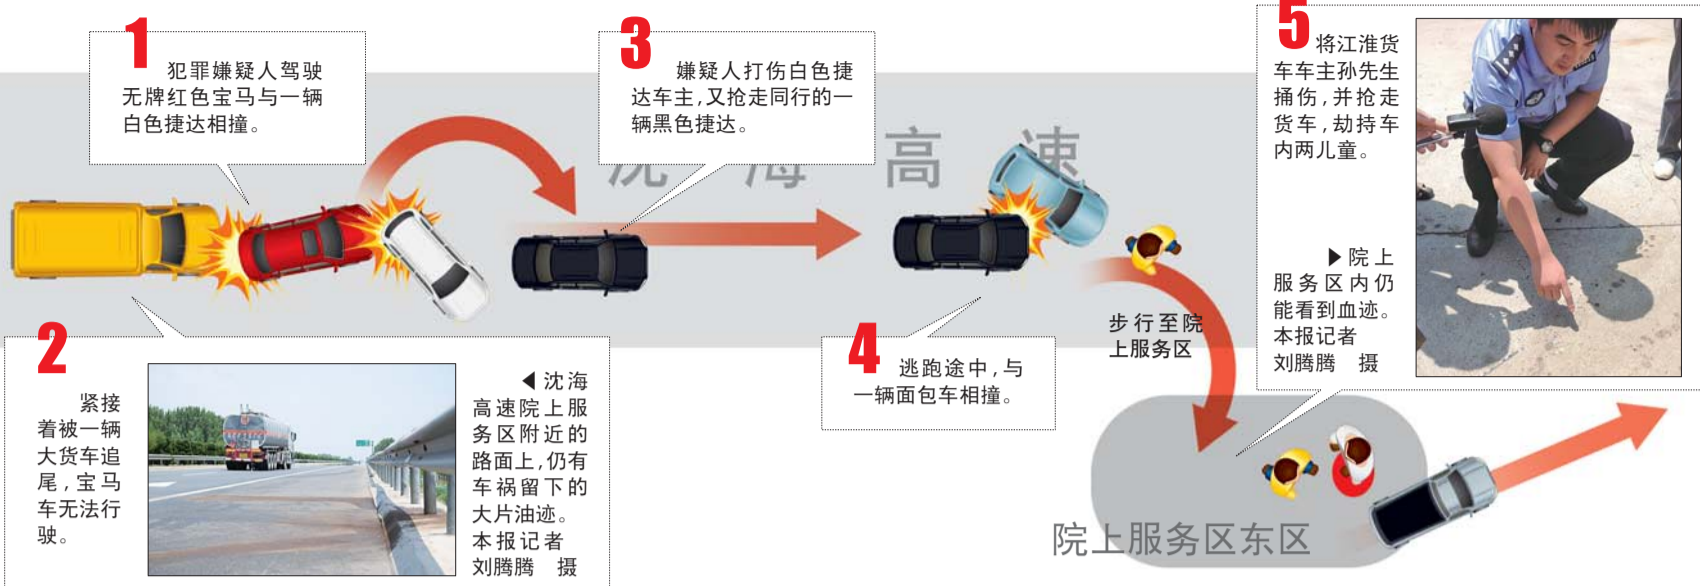 1
犯罪嫌疑人驾驶
无牌红色宝马与一辆
白色捷达相撞。
2
紧接
着被一辆
大货车追
尾,宝马
车无法行
驶。
◀沈海
高速院上服
务区附近的
路面上,仍有
车祸留下的
大片油迹。
本报记者
刘腾腾 摄
3
嫌疑人打伤白色捷
达车主,又抢走同行的一
辆黑色捷达。
沈海高速
4
逃跑途中,与
一辆面包车相撞。
步行至院
上服务区
5
将江淮货
车车主孙先生
捅伤,并抢走
货车,劫持车
内两儿童。
▶院上
服务区内仍
能看到血迹。
本报记者
刘腾腾 摄
院上服务区东区